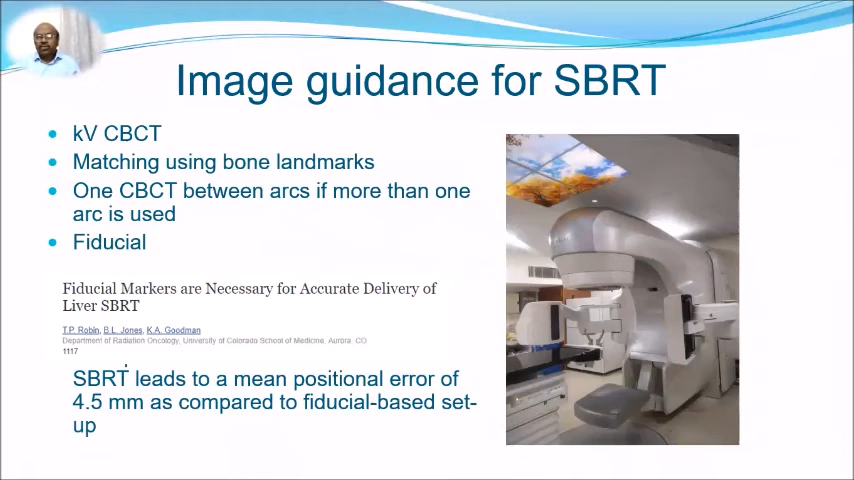 Image guidance for SBRT
kV CBCT
Matching using bone landmarks
One CBCT between arcs if more than one
arc is used
Fiducial
Fiducial Markers are Necessary for Accurate Delivery of
Liver SBRT
T.P. Robin, B.L. Jones, K.A. Goodman
Department of Radiation Oncology, University of Colorado School of Medicine, Aurora, CO
1117
SBRT leads to a mean positional error of
4.5 mm as compared to fiducial-based set-
up